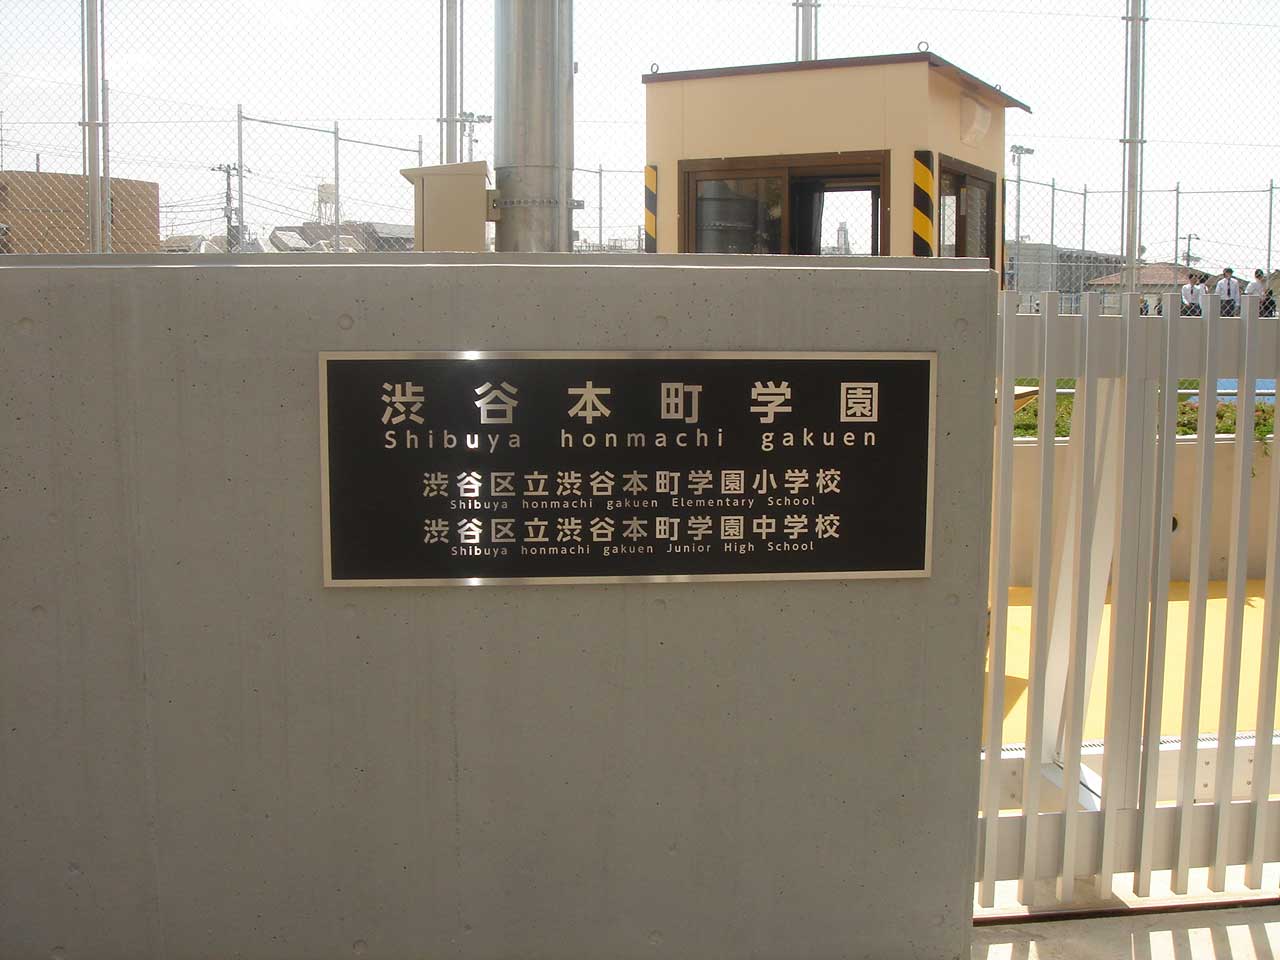 渋谷本町学園
Shibuya honmachi gakuen
渋谷区立渋谷本町学園小学校
Shibuya honmachi gakuen Elementary School
渋谷区立渋谷本町学園中学校
Shibuya honmachi gakuen Junior High School